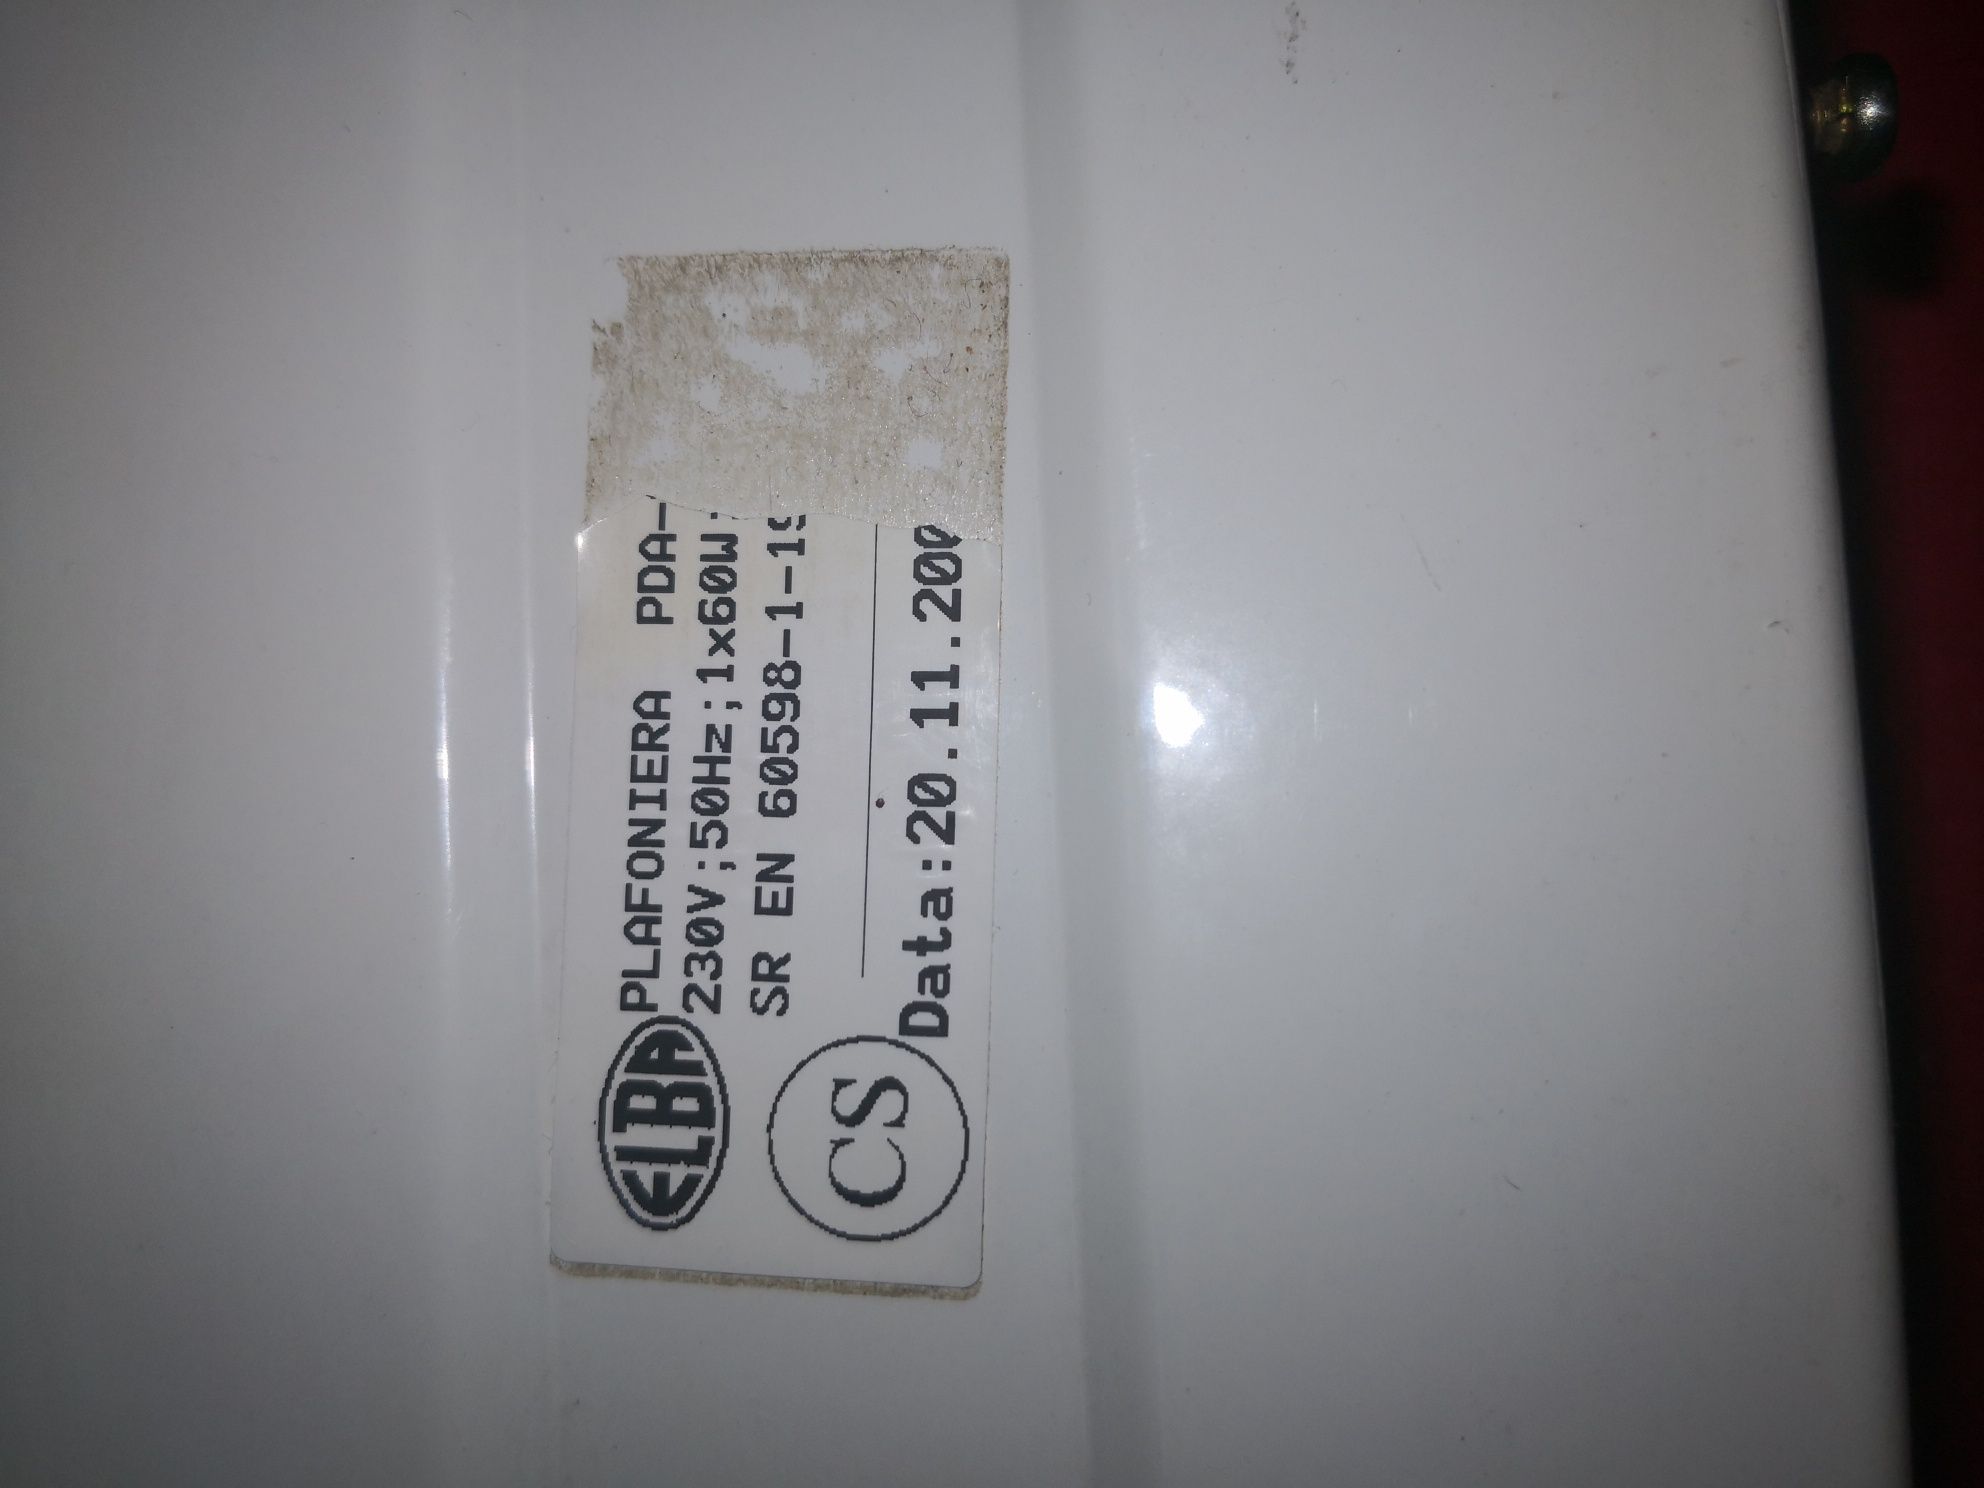 ELBA
PLAFONIERA PDA-
230V;50Hz;1x60W
SR EN 60598-1-19
CS
Data:20.11.200